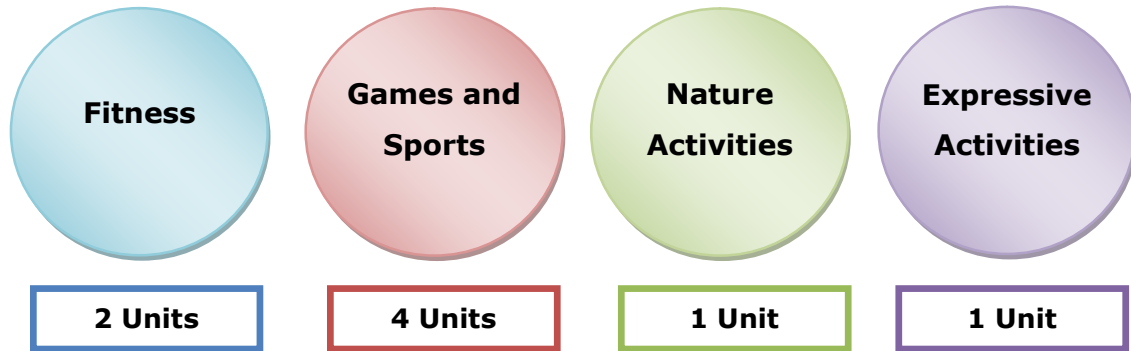 Fitness
Games and
Sports
Nature
Activities
Expressive
Activities
2 Units
4 Units
1 Unit
1 Unit